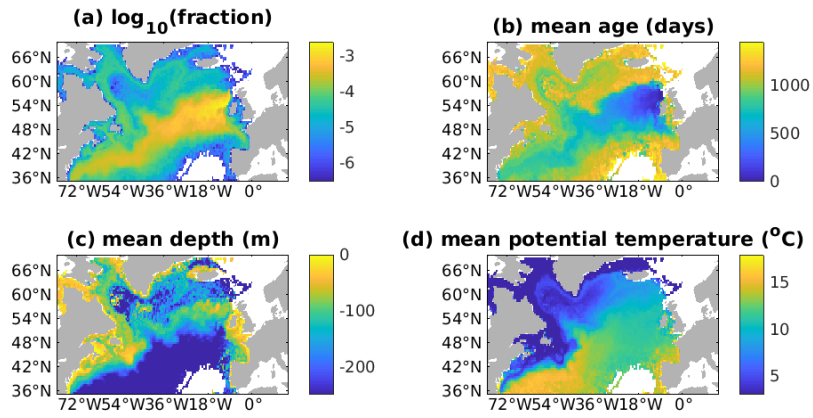 (a) log10(fraction)
66°N
60°N
54°N
48°N
42°N
36°N
72°W54°W36°W18°W 0°
-3
-4
-5
-6
(b) mean age (days)
66°N
60°N
54°N
48°N
42°N
36°N
72°W54°W36°W18°W 0°
1000
500
0
(c) mean depth (m)
66°N
60°N
54°N
48°N
42°N
36°N
72°W54°W36°W18°W 0°
0
-100
-200
(d) mean potential temperature (°C)
66°N
60°N
54°N
48°N
42°N
36°N
72°W54°W36°W18°W 0°
15
10
5